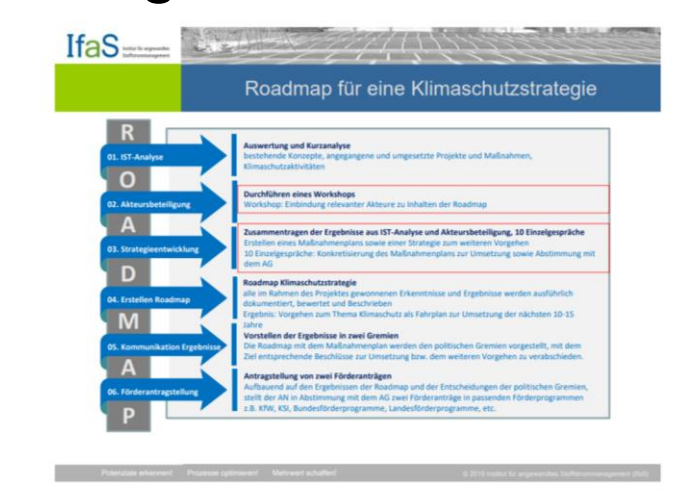 IfaS Institut für angewandtes
Stoffstrommanagement
Roadmap für eine Klimaschutzstrategie
R
O
A
D
M
A
P
01. IST-Analyse
Auswertung und Kurzanalyse
bestehende Konzepte, angegangene und umgesetzte Projekte und Maßnahmen,
Klimaschutzaktivitäten
02. Akteursbeteiligung
Durchführen eines Workshops
Workshop: Einbindung relevanter Akteure zu Inhalten der Roadmap
03. Strategieentwicklung
Zusammentragen der Ergebnisse aus IST-Analyse und Akteursbeteiligung, 10 Einzelgespräche
Erstellen eines Maßnahmenplans sowie einer Strategie zum weiteren Vorgehen
10 Einzelgespräche: Konkretisierung des Maßnahmenplans zur Umsetzung sowie Abstimmung mit
dem AG
04. Erstellen Roadmap
Roadmap Klimaschutzstrategie
alle im Rahmen des Projektes gewonnenen Erkenntnisse und Ergebnisse werden ausführlich
dokumentiert, bewertet und Beschrieben
Ergebnis: Vorgehen zum Thema Klimaschutz als Fahrplan zur Umsetzung der nächsten 10-15
Jahre
05. Kommunikation Ergebnisse
Vorstellen der Ergebnisse in zwei Gremien
Die Roadmap mit dem Maßnahmenplan werden den politischen Gremien vorgestellt, mit dem
Ziel entsprechende Beschlüsse zur Umsetzung bzw. dem weiteren Vorgehen zu verabschieden.
06. Förderantragstellung
Antragstellung von zwei Förderanträgen
Aufbauend auf den Ergebnissen der Roadmap und der Entscheidungen der politischen Gremien,
stellt der AN in Abstimmung mit dem AG zwei Förderanträge in passenden Förderprogrammen
z.B. KfW, KSI, Bundesförderprogramme, Landesförderprogramme, etc.
Potenziale erkennen! Prozesse optimieren! Mehrwert schaffen! © 2019 Institut für angewandtes Stoffstrommanagement (IfaS)